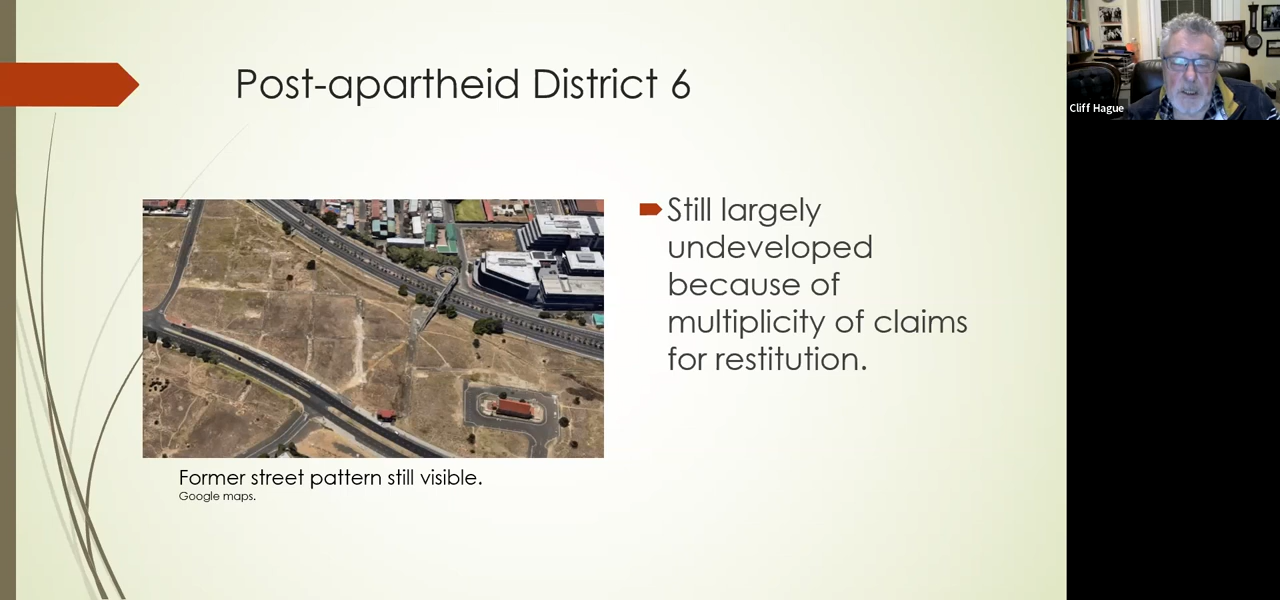 Post-apartheid District 6
Still largely
undeveloped
because of
multiplicity of claims
for restitution.
Former street pattern still visible.
Google maps.
Cliff Hague